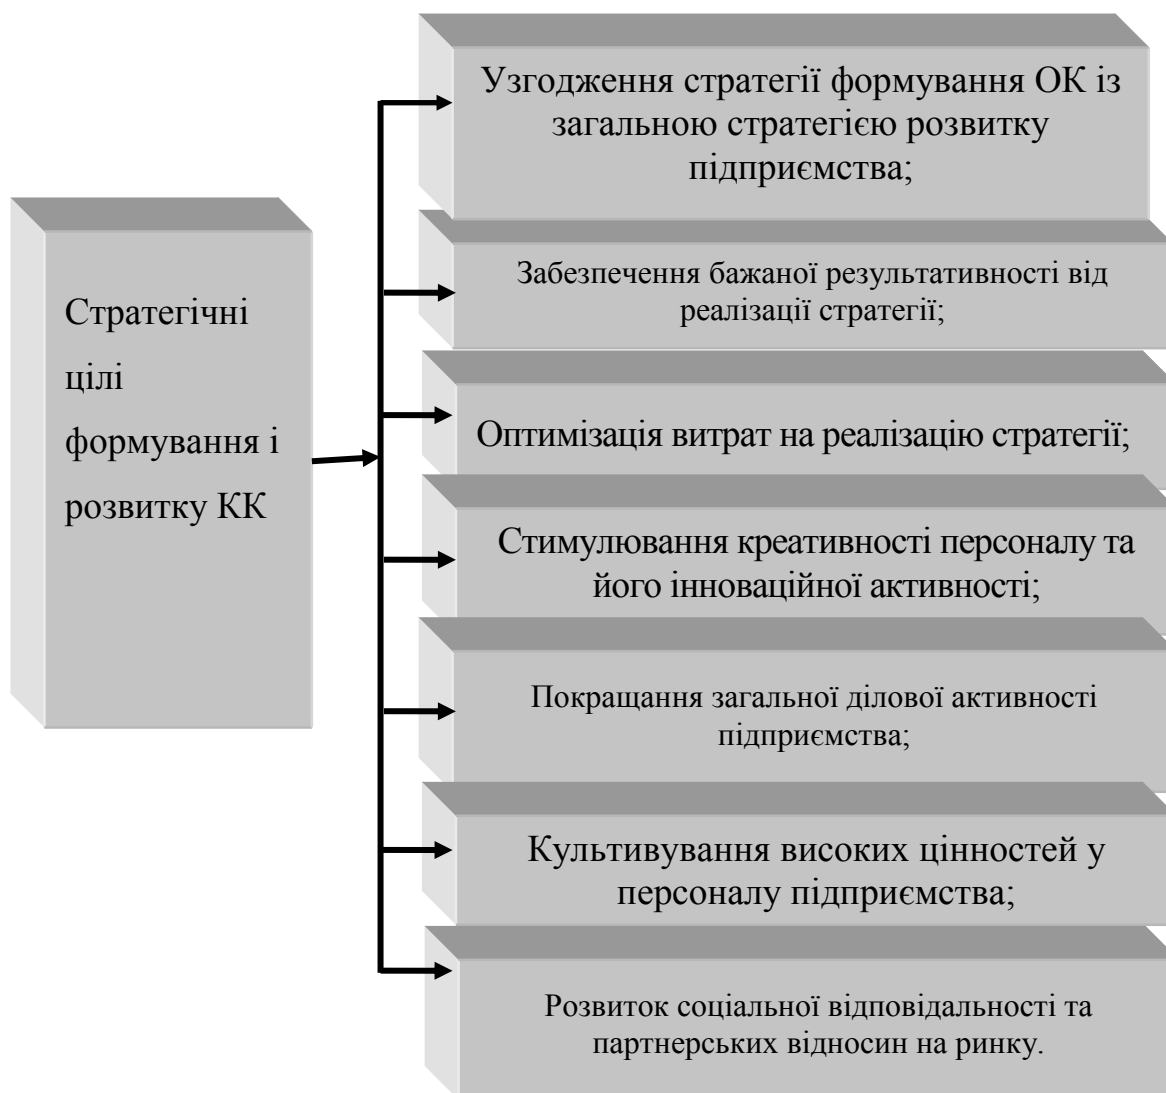 Стратегічні
цілі
формування і
розвитку КК
Узгодження стратегії формування ОК із
загальною стратегією розвитку
підприємства;
Забезпечення бажаної результативності від
реалізації стратегії;
Оптимізація витрат на реалізацію стратегії;
Стимулювання креативності персоналу та
його інноваційної активності;
Покращання загальної ділової активності
підприємства;
Культивування високих цінностей у
персоналу підприємства;
Розвиток соціальної відповідальності та
партнерських відносин на ринку.